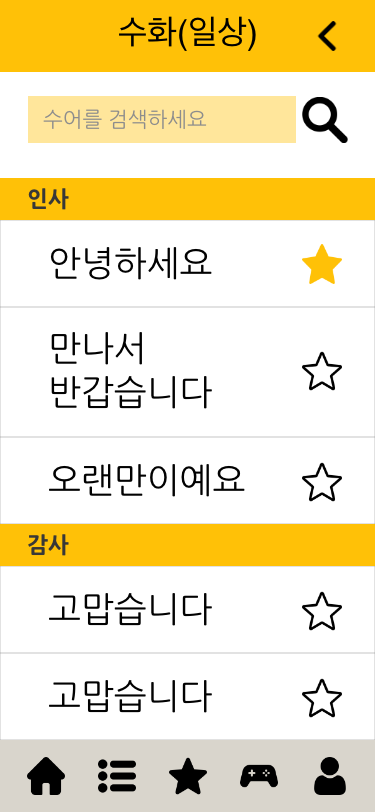 수화(일상)
수어를 검색하세요
인사
안녕하세요
만나서
반갑습니다
오랜만이예요
감사
고맙습니다
고맙습니다